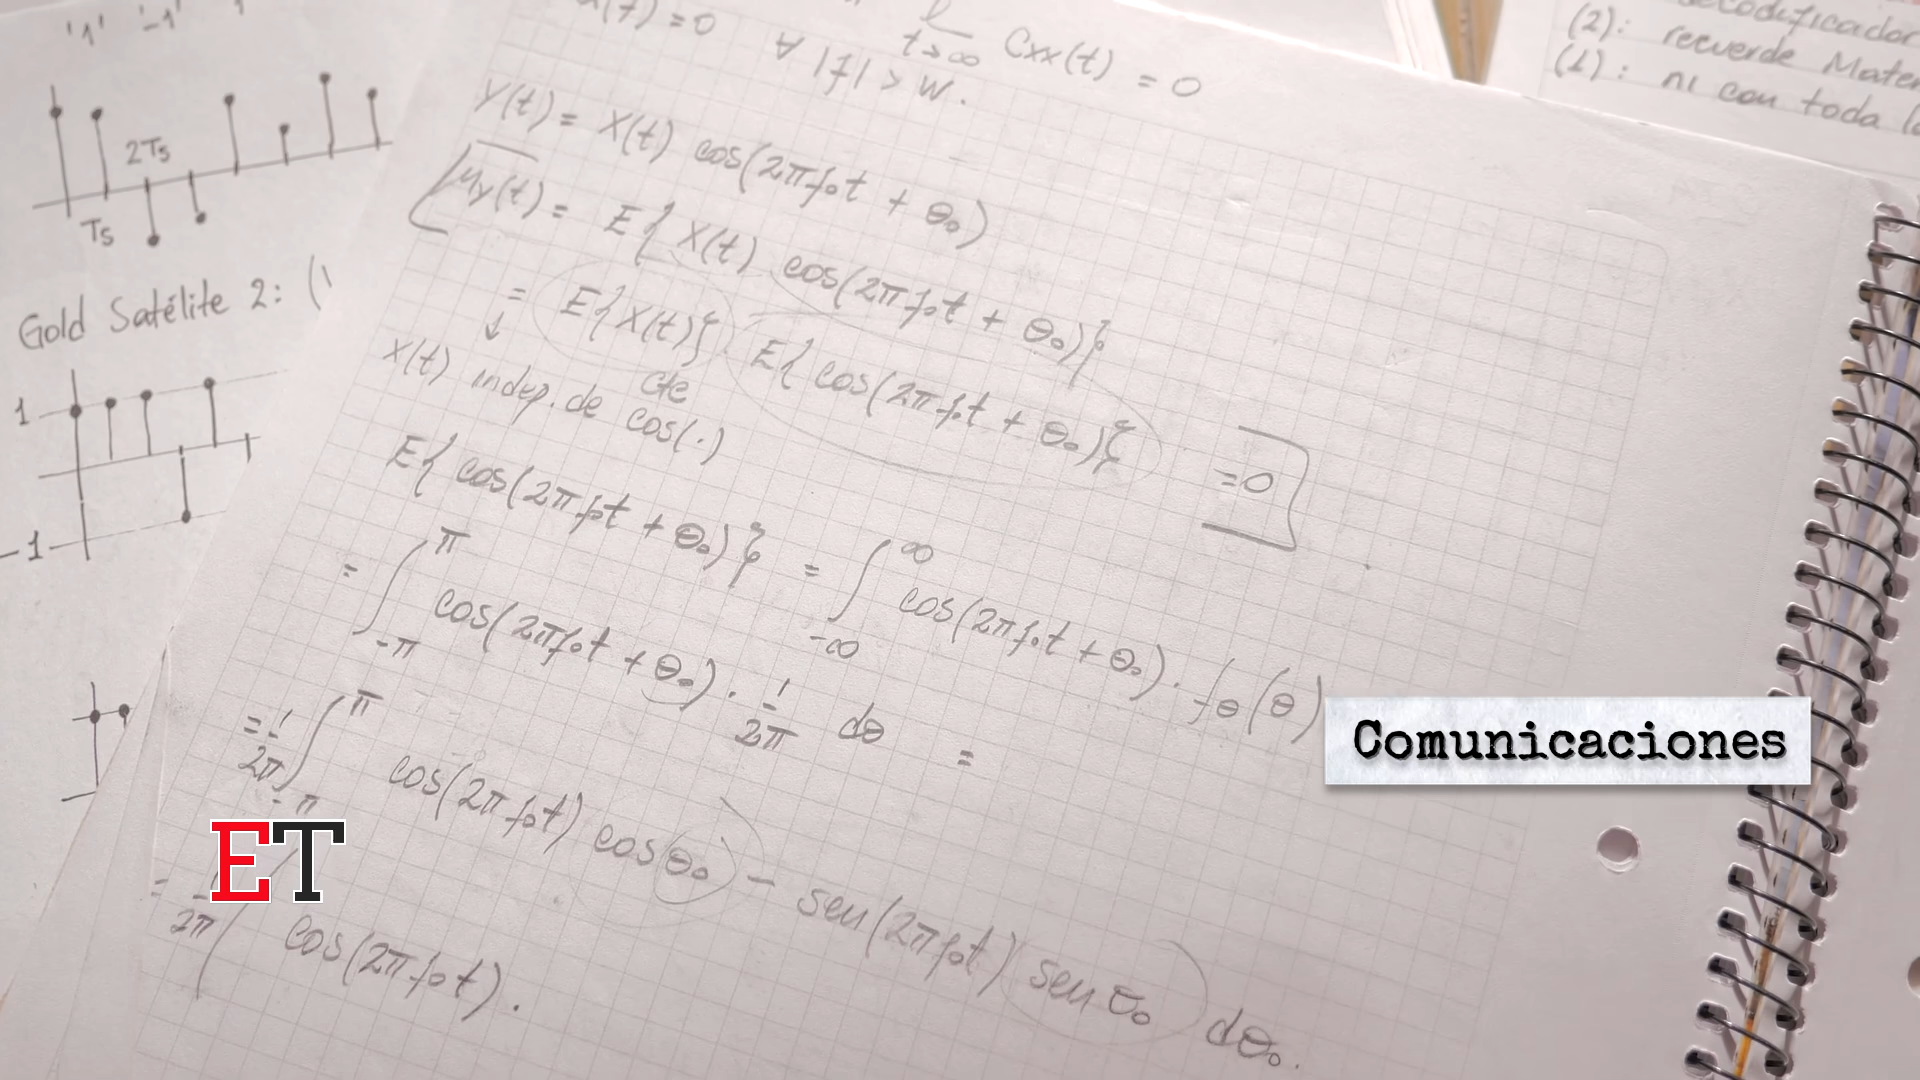 '1' -1' 1
2Ts
Ts
Gold Satélite 2: (
1
-1
(t) = 0 ∀ |f| > W.
t→∞ Cxx(t) = 0
Y(t) = X(t) cos(2πf₀t + θ₀)
μy(t) = E{X(t) cos(2πf₀t + θ₀)}
= E{X(t)} E{cos(2πf₀t + θ₀)} = 0
↓ cte
X(t) indep. de cos(·)
E{cos(2πf₀t + θ₀)} = ∫_{-∞}^{∞} cos(2πf₀t + θ₀) · fθ(θ)
= ∫_{-π}^{π} cos(2πf₀t + θ₀) · 1/2π dθ =
= 1/2π ∫_{-π}^{π} cos(2πf₀t) cos θ₀ - sen(2πf₀t) sen θ₀ dθ₀.
= 1/2π ( cos(2πf₀t) ·
(2): recuerde
(1): ni con toda
Comunicaciones
ET